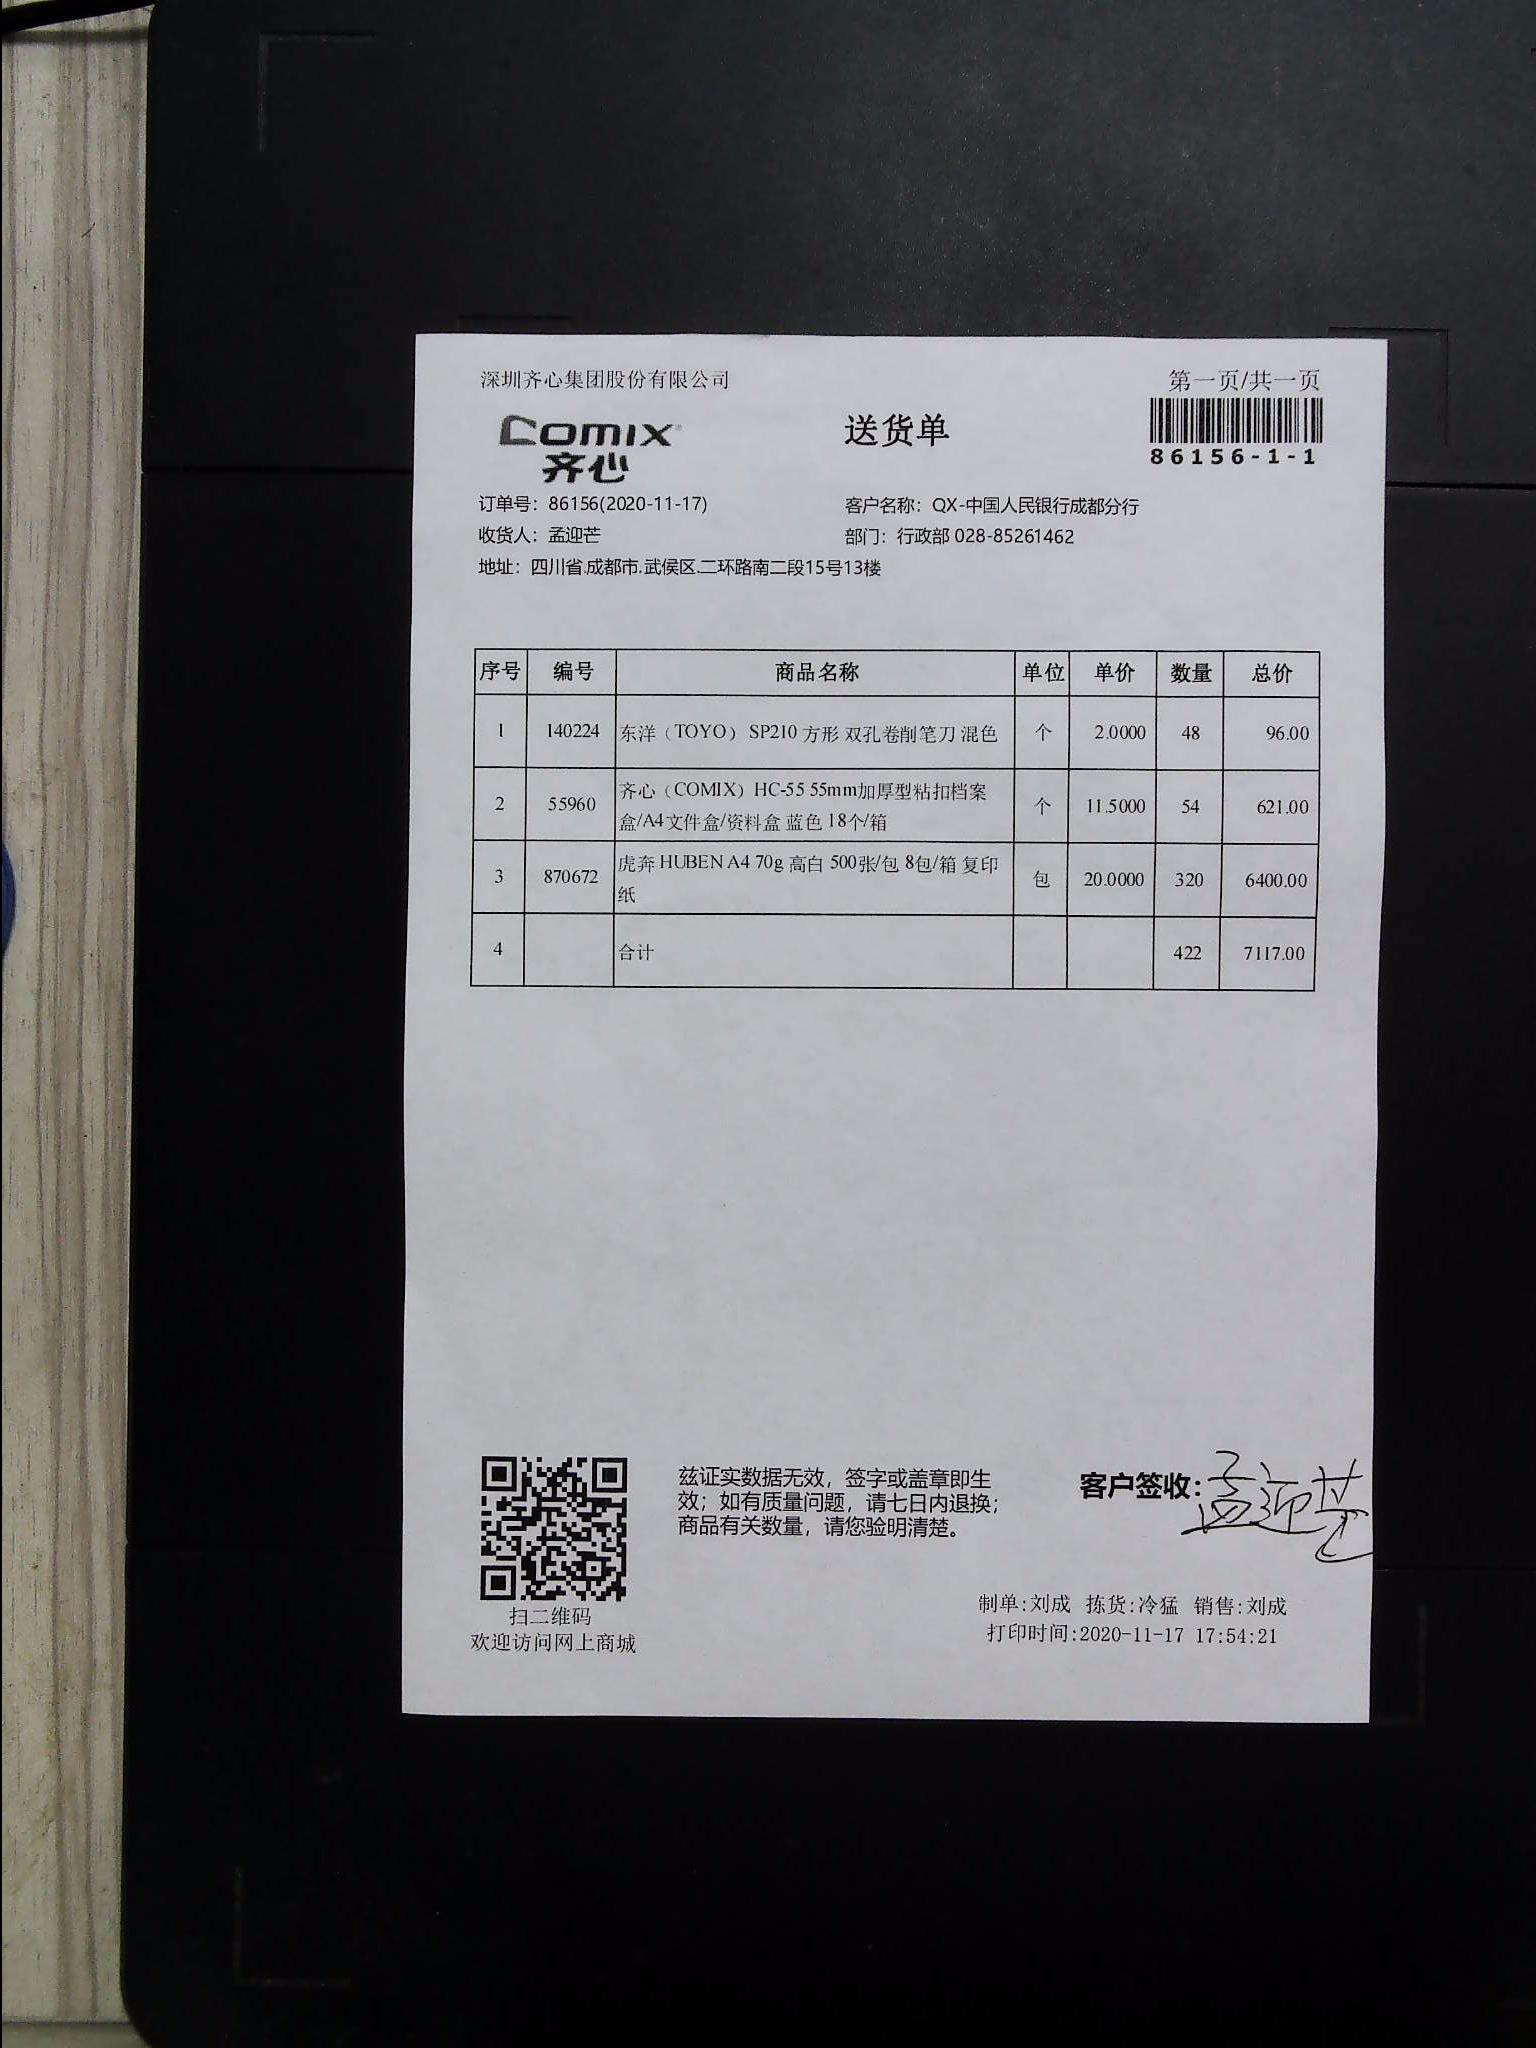 深圳齐心集团股份有限公司
第一页/共一页
COMIX
齐心
送货单
86156-1-1
订单号：86156(2020-11-17)
客户名称：QX-中国人民银行成都分行
收货人：孟迎芒
部门：行政部 028-85261462
地址：四川省.成都市.武侯区.二环路南二段15号13楼
序号 编号 商品名称 单位 单价 数量 总价
1 140224 东洋（TOYO） SP210 方形 双孔卷削笔刀 混色 个 2.0000 48 96.00
2 55960 齐心（COMIX）HC-55 55mm加厚型粘扣档案 个 11.5000 54 621.00
盒/A4文件盒/资料盒 蓝色 18个/箱
3 870672 虎奔 HUBEN A4 70g 高白 500张/包 8包/箱 复印 包 20.0000 320 6400.00
纸
4 合计 422 7117.00
兹证实数据无效，签字或盖章即生
效；如有质量问题，请七日内退换；
商品有关数量，请您验明清楚。
客户签收：孟迎芒
扫二维码
欢迎访问网上商城
制单:刘成 拣货:冷猛 销售:刘成
打印时间:2020-11-17 17:54:21